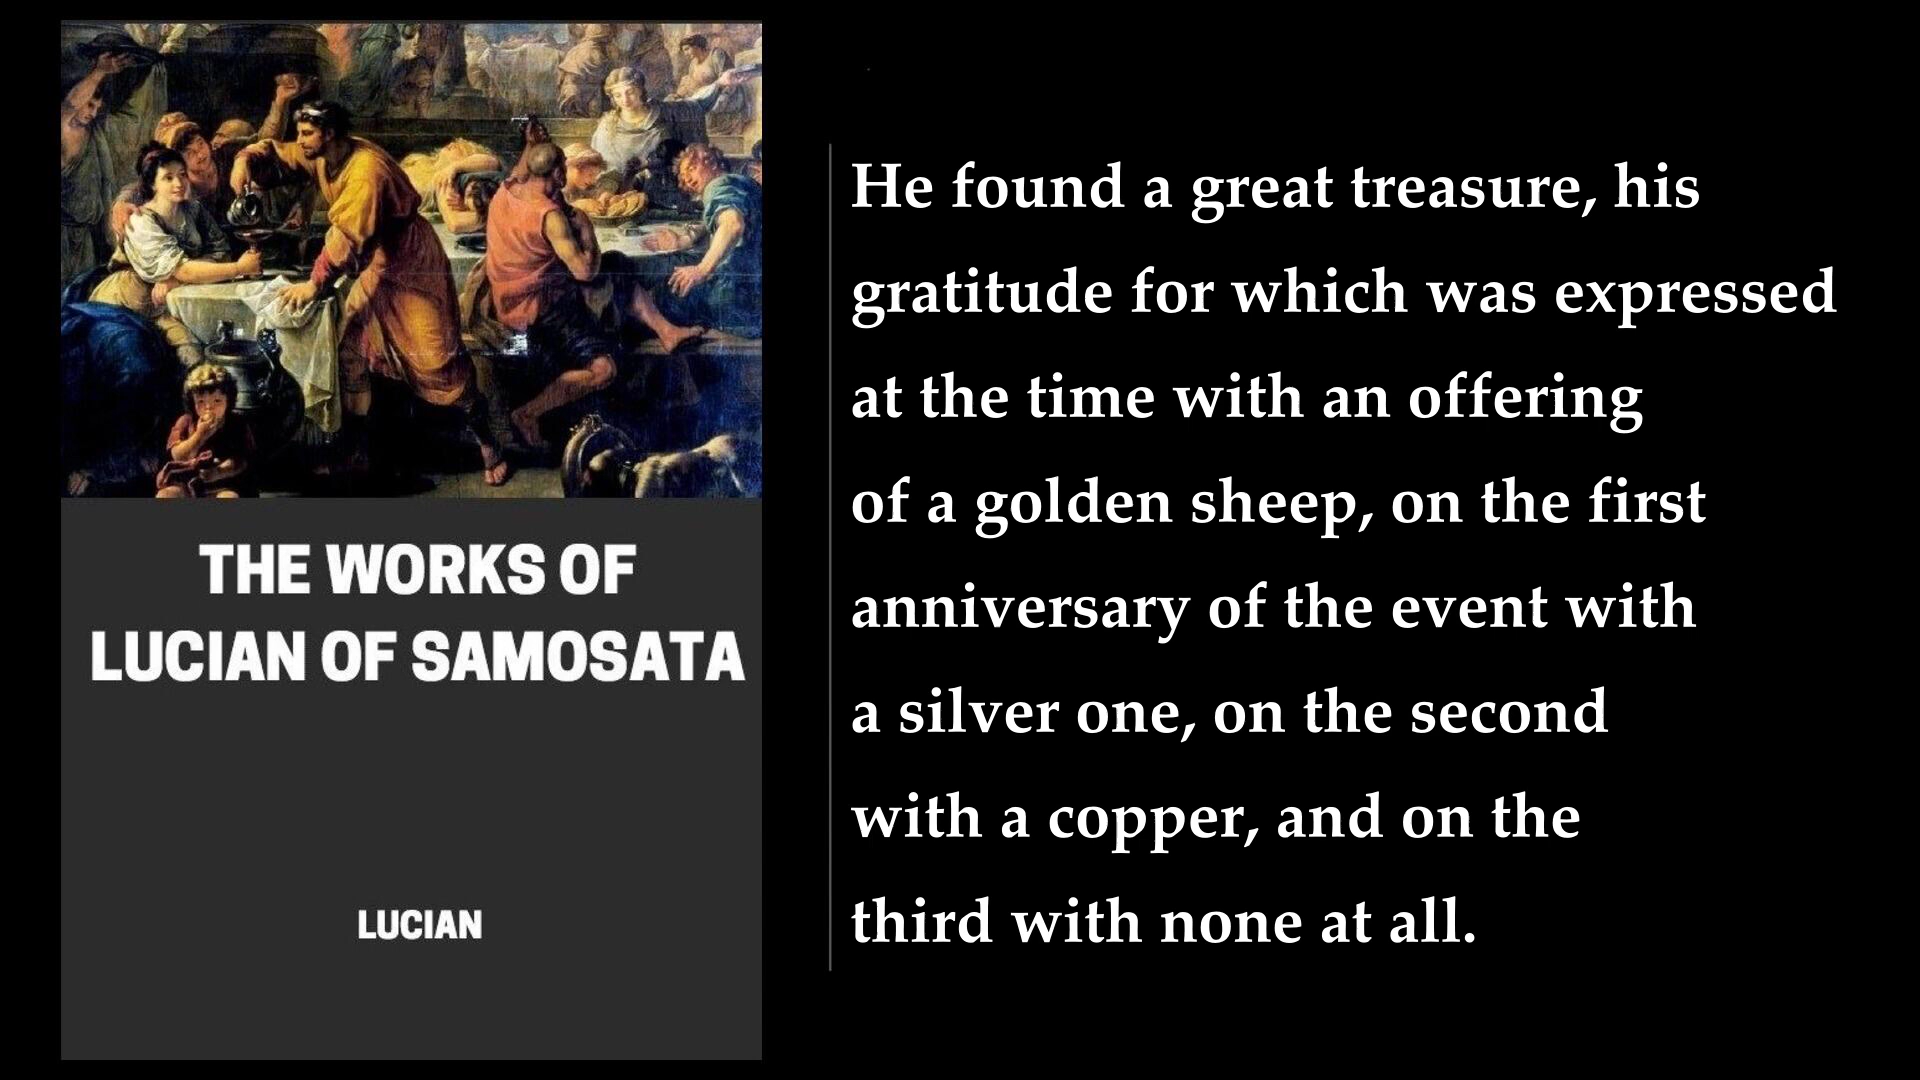 THE WORKS OF
LUCIAN OF SAMOSATA
LUCIAN
He found a great treasure, his
gratitude for which was expressed
at the time with an offering
of a golden sheep, on the first
anniversary of the event with
a silver one, on the second
with a copper, and on the
third with none at all.